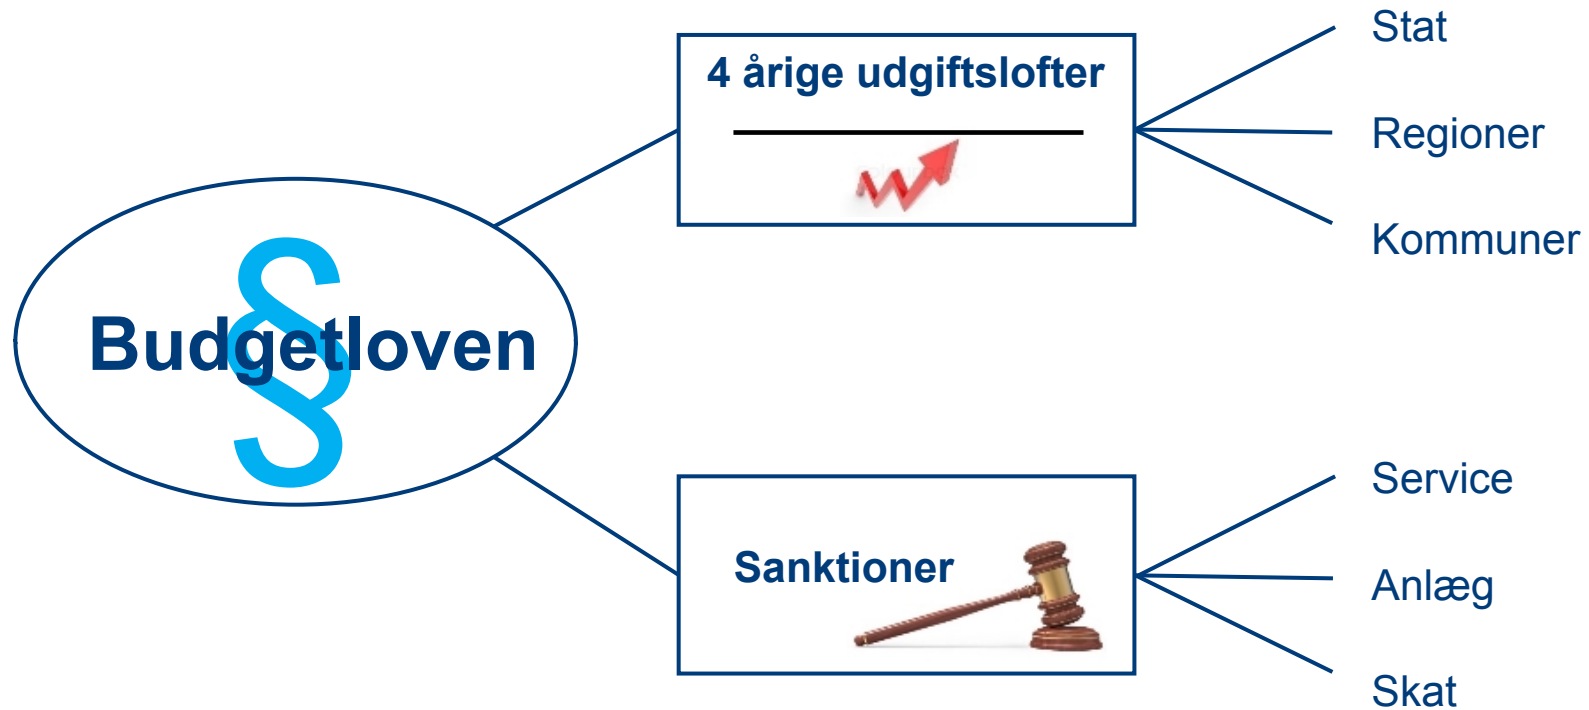 Budgetloven
§
4 årige udgiftslofter
Stat
Regioner
Kommuner
Sanktioner
Service
Anlæg
Skat